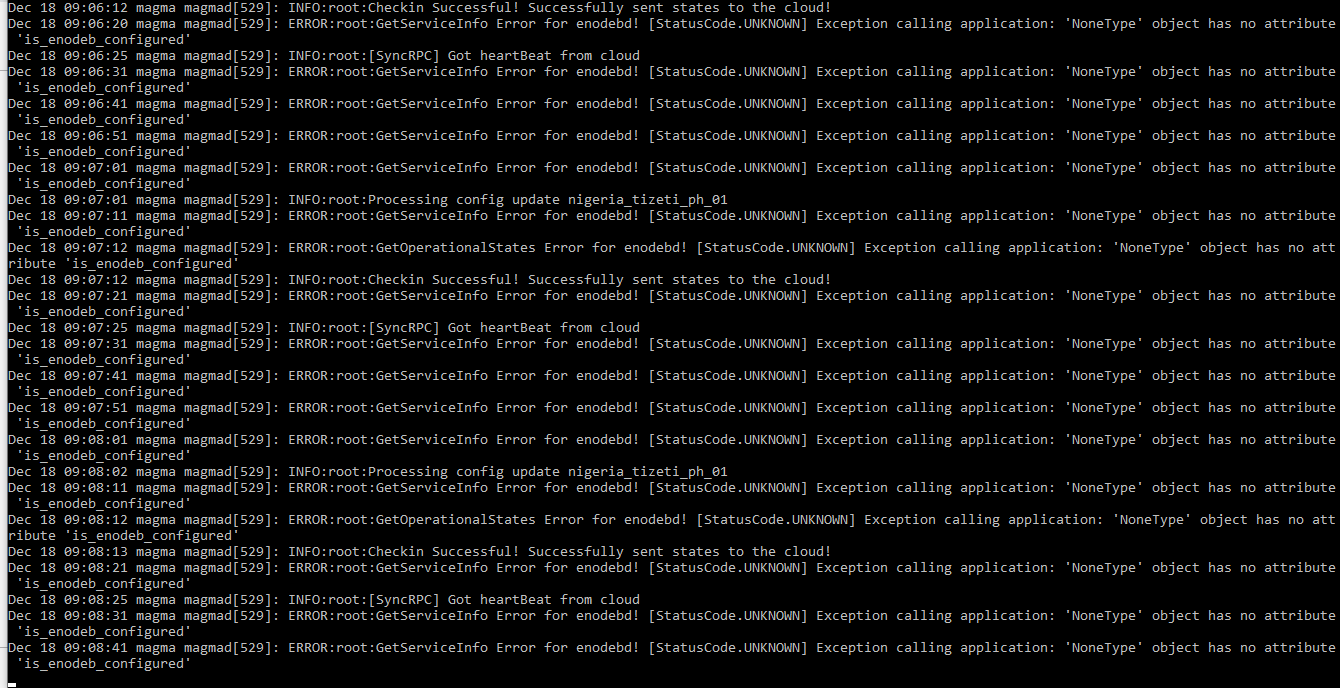 Dec 18 09:06:12 magma magmad[529]: INFO:root:Checkin Successful! Successfully sent states to the cloud!
Dec 18 09:06:20 magma magmad[529]: ERROR:root:GetServiceInfo Error for enodebd! [StatusCode.UNKNOWN] Exception calling application: 'NoneType' object has no attribute
'is_enodeb_configured'
Dec 18 09:06:25 magma magmad[529]: INFO:root:[SyncRPC] Got heartBeat from cloud
Dec 18 09:06:31 magma magmad[529]: ERROR:root:GetServiceInfo Error for enodebd! [StatusCode.UNKNOWN] Exception calling application: 'NoneType' object has no attribute
'is_enodeb_configured'
Dec 18 09:06:41 magma magmad[529]: ERROR:root:GetServiceInfo Error for enodebd! [StatusCode.UNKNOWN] Exception calling application: 'NoneType' object has no attribute
'is_enodeb_configured'
Dec 18 09:06:51 magma magmad[529]: ERROR:root:GetServiceInfo Error for enodebd! [StatusCode.UNKNOWN] Exception calling application: 'NoneType' object has no attribute
'is_enodeb_configured'
Dec 18 09:07:01 magma magmad[529]: ERROR:root:GetServiceInfo Error for enodebd! [StatusCode.UNKNOWN] Exception calling application: 'NoneType' object has no attribute
'is_enodeb_configured'
Dec 18 09:07:01 magma magmad[529]: INFO:root:Processing config update nigeria_tizeti_ph_01
Dec 18 09:07:11 magma magmad[529]: ERROR:root:GetServiceInfo Error for enodebd! [StatusCode.UNKNOWN] Exception calling application: 'NoneType' object has no attribute
'is_enodeb_configured'
Dec 18 09:07:12 magma magmad[529]: ERROR:root:GetOperationalStates Error for enodebd! [StatusCode.UNKNOWN] Exception calling application: 'NoneType' object has no att
ribute 'is_enodeb_configured'
Dec 18 09:07:12 magma magmad[529]: INFO:root:Checkin Successful! Successfully sent states to the cloud!
Dec 18 09:07:21 magma magmad[529]: ERROR:root:GetServiceInfo Error for enodebd! [StatusCode.UNKNOWN] Exception calling application: 'NoneType' object has no attribute
'is_enodeb_configured'
Dec 18 09:07:25 magma magmad[529]: INFO:root:[SyncRPC] Got heartBeat from cloud
Dec 18 09:07:31 magma magmad[529]: ERROR:root:GetServiceInfo Error for enodebd! [StatusCode.UNKNOWN] Exception calling application: 'NoneType' object has no attribute
'is_enodeb_configured'
Dec 18 09:07:41 magma magmad[529]: ERROR:root:GetServiceInfo Error for enodebd! [StatusCode.UNKNOWN] Exception calling application: 'NoneType' object has no attribute
'is_enodeb_configured'
Dec 18 09:07:51 magma magmad[529]: ERROR:root:GetServiceInfo Error for enodebd! [StatusCode.UNKNOWN] Exception calling application: 'NoneType' object has no attribute
'is_enodeb_configured'
Dec 18 09:08:01 magma magmad[529]: ERROR:root:GetServiceInfo Error for enodebd! [StatusCode.UNKNOWN] Exception calling application: 'NoneType' object has no attribute
'is_enodeb_configured'
Dec 18 09:08:02 magma magmad[529]: INFO:root:Processing config update nigeria_tizeti_ph_01
Dec 18 09:08:11 magma magmad[529]: ERROR:root:GetServiceInfo Error for enodebd! [StatusCode.UNKNOWN] Exception calling application: 'NoneType' object has no attribute
'is_enodeb_configured'
Dec 18 09:08:12 magma magmad[529]: ERROR:root:GetOperationalStates Error for enodebd! [StatusCode.UNKNOWN] Exception calling application: 'NoneType' object has no att
ribute 'is_enodeb_configured'
Dec 18 09:08:13 magma magmad[529]: INFO:root:Checkin Successful! Successfully sent states to the cloud!
Dec 18 09:08:21 magma magmad[529]: ERROR:root:GetServiceInfo Error for enodebd! [StatusCode.UNKNOWN] Exception calling application: 'NoneType' object has no attribute
'is_enodeb_configured'
Dec 18 09:08:25 magma magmad[529]: INFO:root:[SyncRPC] Got heartBeat from cloud
Dec 18 09:08:31 magma magmad[529]: ERROR:root:GetServiceInfo Error for enodebd! [StatusCode.UNKNOWN] Exception calling application: 'NoneType' object has no attribute
'is_enodeb_configured'
Dec 18 09:08:41 magma magmad[529]: ERROR:root:GetServiceInfo Error for enodebd! [StatusCode.UNKNOWN] Exception calling application: 'NoneType' object has no attribute
'is_enodeb_configured'